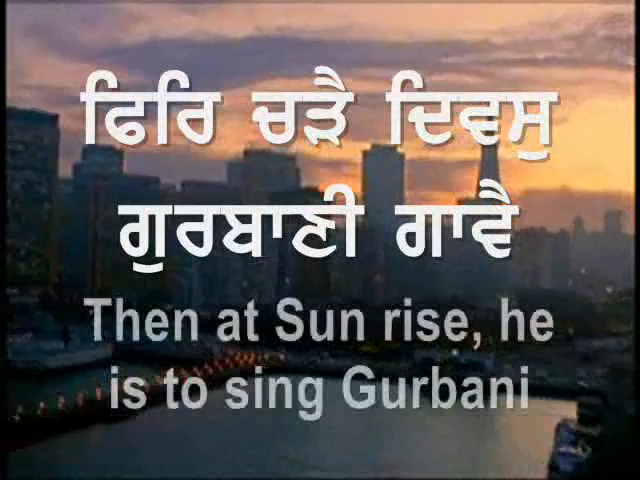 ਫਿਰਿ ਚੜੈ ਦਿਵਸੁ
ਗੁਰਬਾਣੀ ਗਾਵੈ
Then at Sun rise, he
is to sing Gurbani